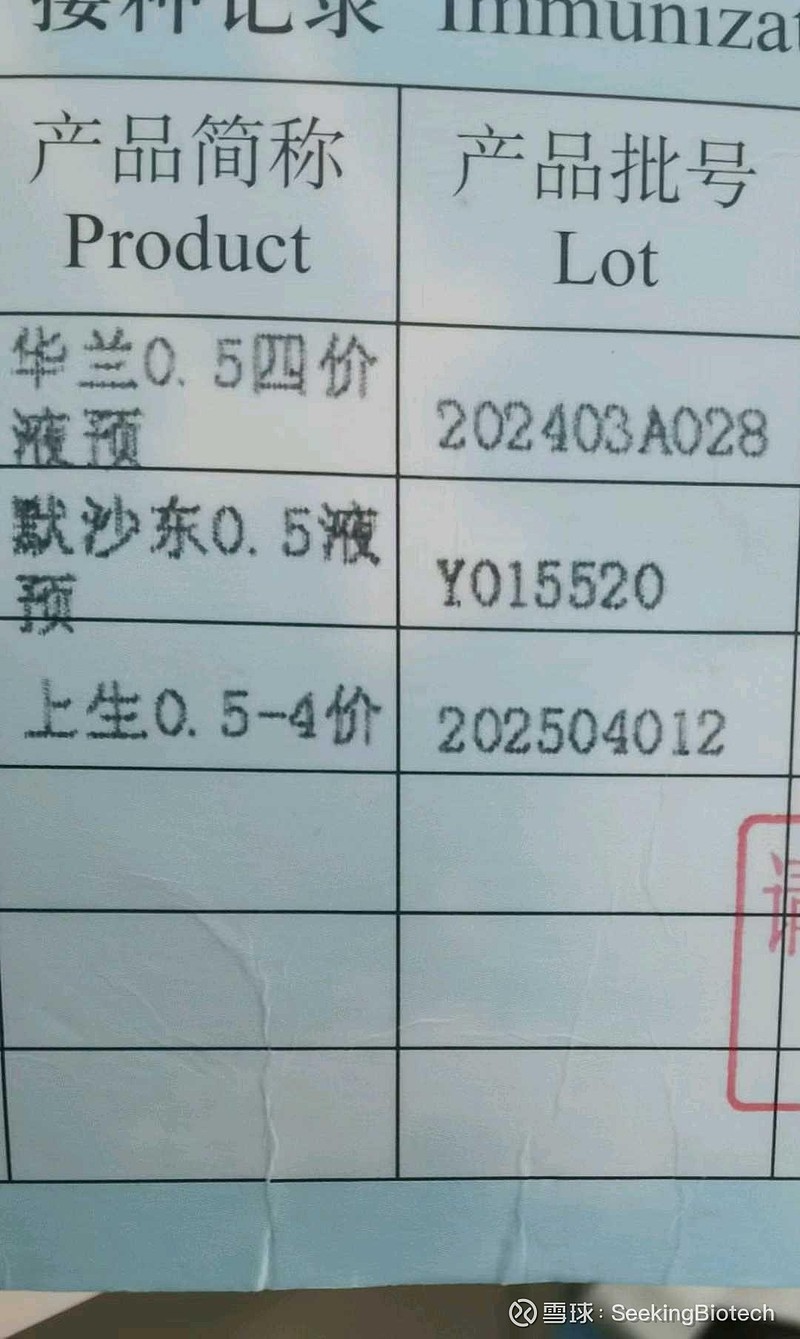 接种记录 Immunizat
产品简称 产品批号
Product Lot
华兰0.5四价
液预 202403A028
默沙东0.5液
预 Y015520
上生0.5-4价 202504012
请
雪球：SeekingBiotech